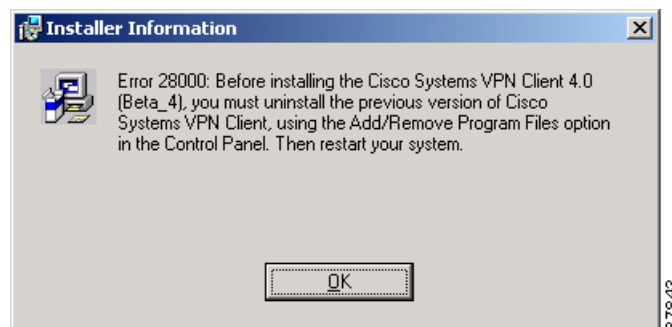 Installer Information
Error 28000: Before installing the Cisco Systems VPN Client 4.0
(Beta_4), you must uninstall the previous version of Cisco
Systems VPN Client, using the Add/Remove Program Files option
in the Control Panel. Then restart your system.
OK